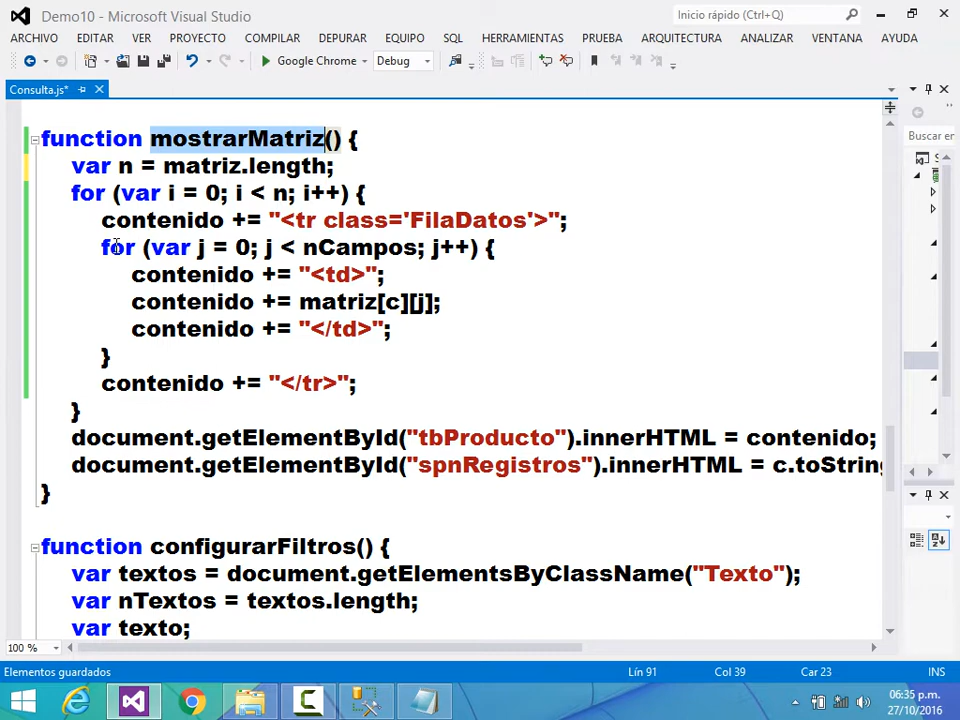 Demo10 - Microsoft Visual Studio
Inicio rápido (Ctrl+Q)
ARCHIVO EDITAR VER PROYECTO COMPILAR DEPURAR EQUIPO SQL HERRAMIENTAS PRUEBA ARQUITECTURA ANALIZAR VENTANA AYUDA
Google Chrome Debug
Consulta.js*
Buscar en
function mostrarMatriz() {
var n = matriz.length;
for (var i = 0; i < n; i++) {
contenido += "<tr class='FilaDatos'>";
for (var j = 0; j < nCampos; j++) {
contenido += "<td>";
contenido += matriz[c][j];
contenido += "</td>";
}
contenido += "</tr>";
}
document.getElementById("tbProducto").innerHTML = contenido;
document.getElementById("spnRegistros").innerHTML = c.toString
}
function configurarFiltros() {
var textos = document.getElementsByClassName("Texto");
var nTextos = textos.length;
var texto;
100 %
Elementos guardados Lín 91 Col 39 Car 23 INS
06:35 p.m.
27/10/2016